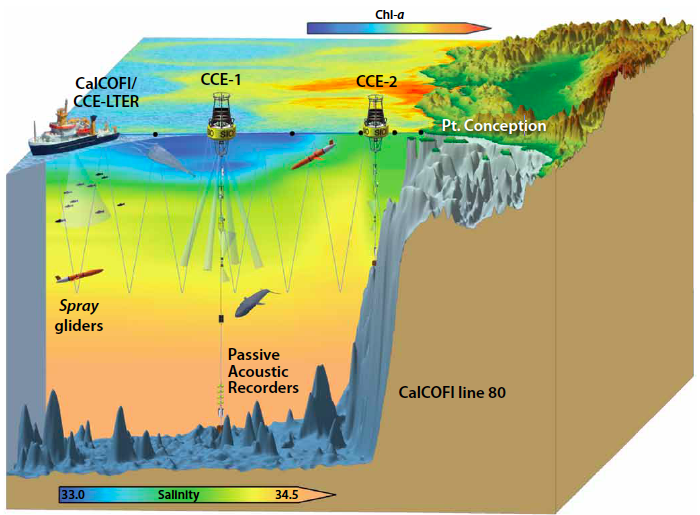 Chl-a
CalCOFI/
CCE-LTER
CCE-1
CCE-2
Pt. Conception
SIO
Spray
gliders
Passive
Acoustic
Recorders
CalCOFI line 80
33.0 Salinity 34.5